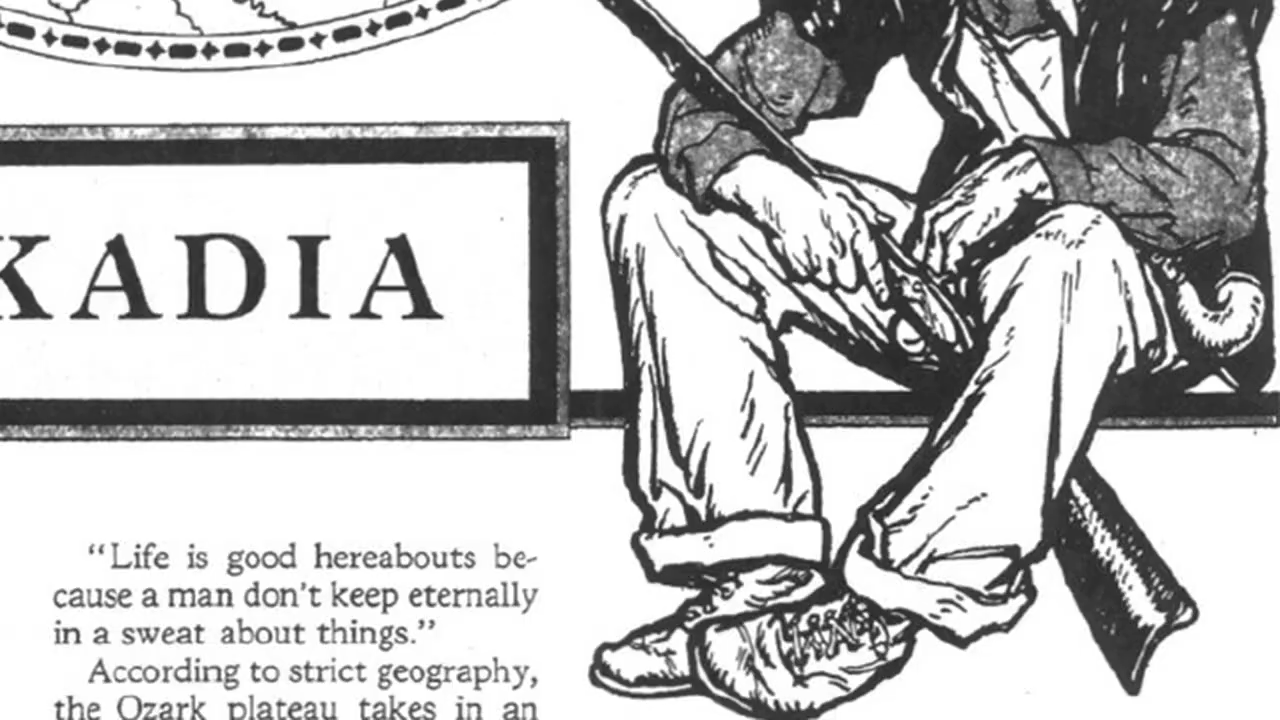 KADIA
“Life is good hereabouts be-
cause a man don't keep eternally
in a sweat about things.”
According to strict geography,
the Ozark plateau takes in an